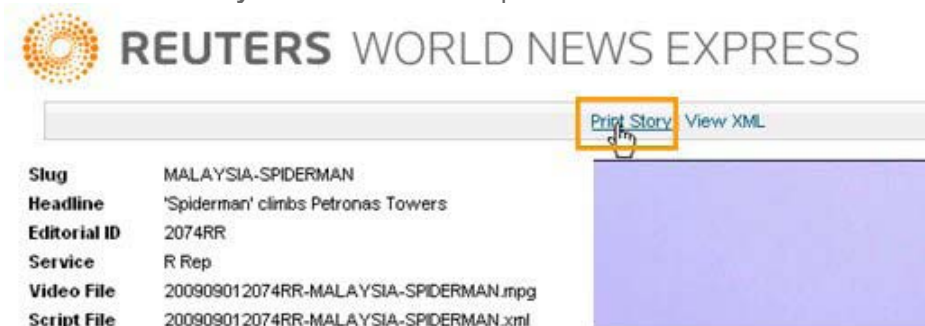 REUTERS WORLD NEWS EXPRESS
Print Story View XML
Slug MALAYSIA-SPIDERMAN
Headline 'Spiderman' climbs Petronas Towers
Editorial ID 2074RR
Service R Rep
Video File 200909012074RR-MALAYSIA-SPIDERMAN.mpg
Script File 200909012074RR-MALAYSIA-SPIDERMAN.xml